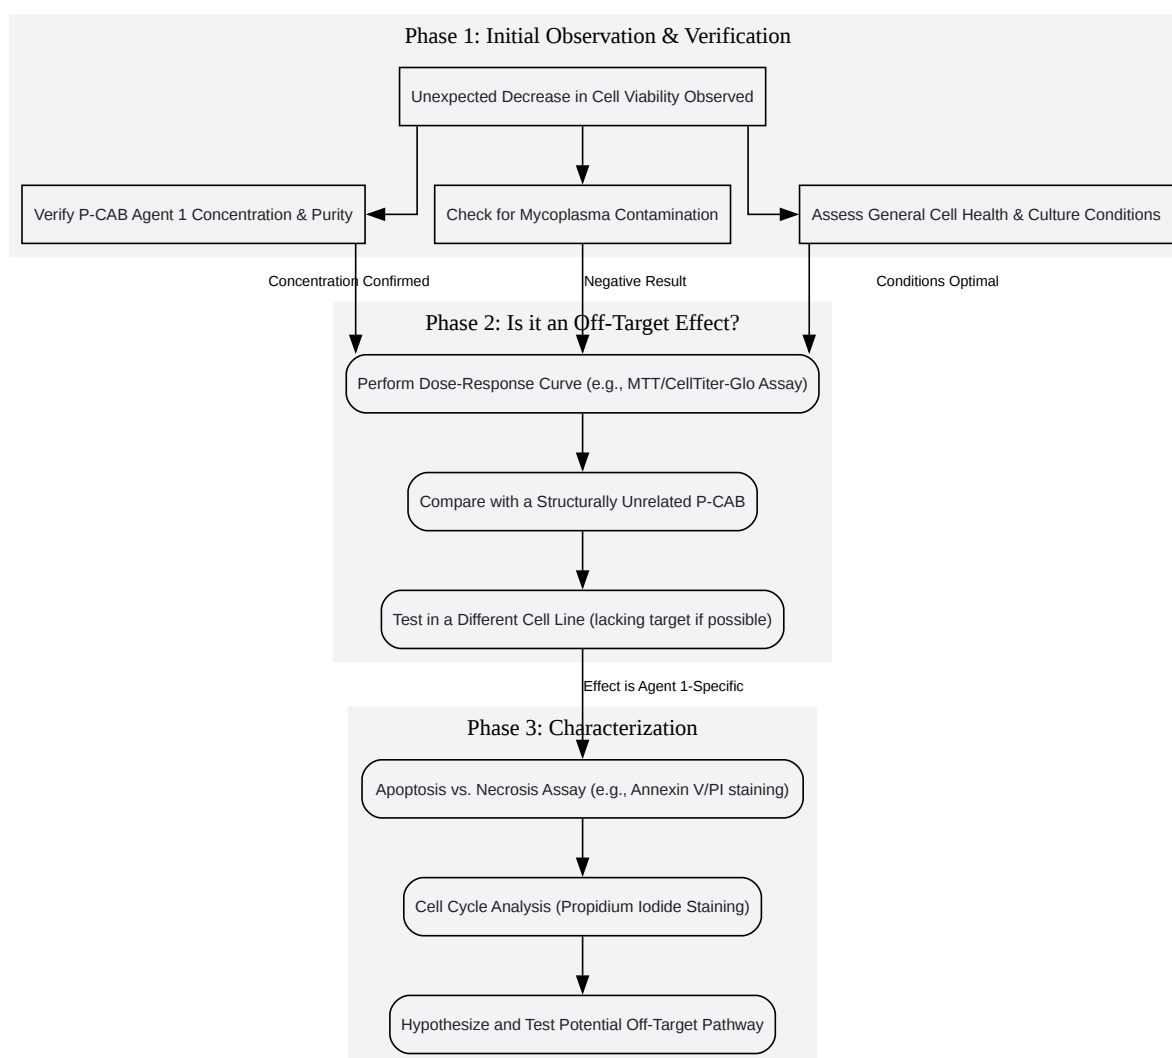 Phase 1: Initial Observation & Verification
Unexpected Decrease in Cell Viability Observed
Verify P-CAB Agent 1 Concentration & Purity
Check for Mycoplasma Contamination
Assess General Cell Health & Culture Conditions
Concentration Confirmed
Negative Result
Conditions Optimal
Phase 2: Is it an Off-Target Effect?
Perform Dose-Response Curve (e.g., MTT/CellTiter-Glo Assay)
Compare with a Structurally Unrelated P-CAB
Test in a Different Cell Line (lacking target if possible)
Effect is Agent 1-Specific
Phase 3: Characterization
Apoptosis vs. Necrosis Assay (e.g., Annexin V/PI staining)
Cell Cycle Analysis (Propidium Iodide Staining)
Hypothesize and Test Potential Off-Target Pathway